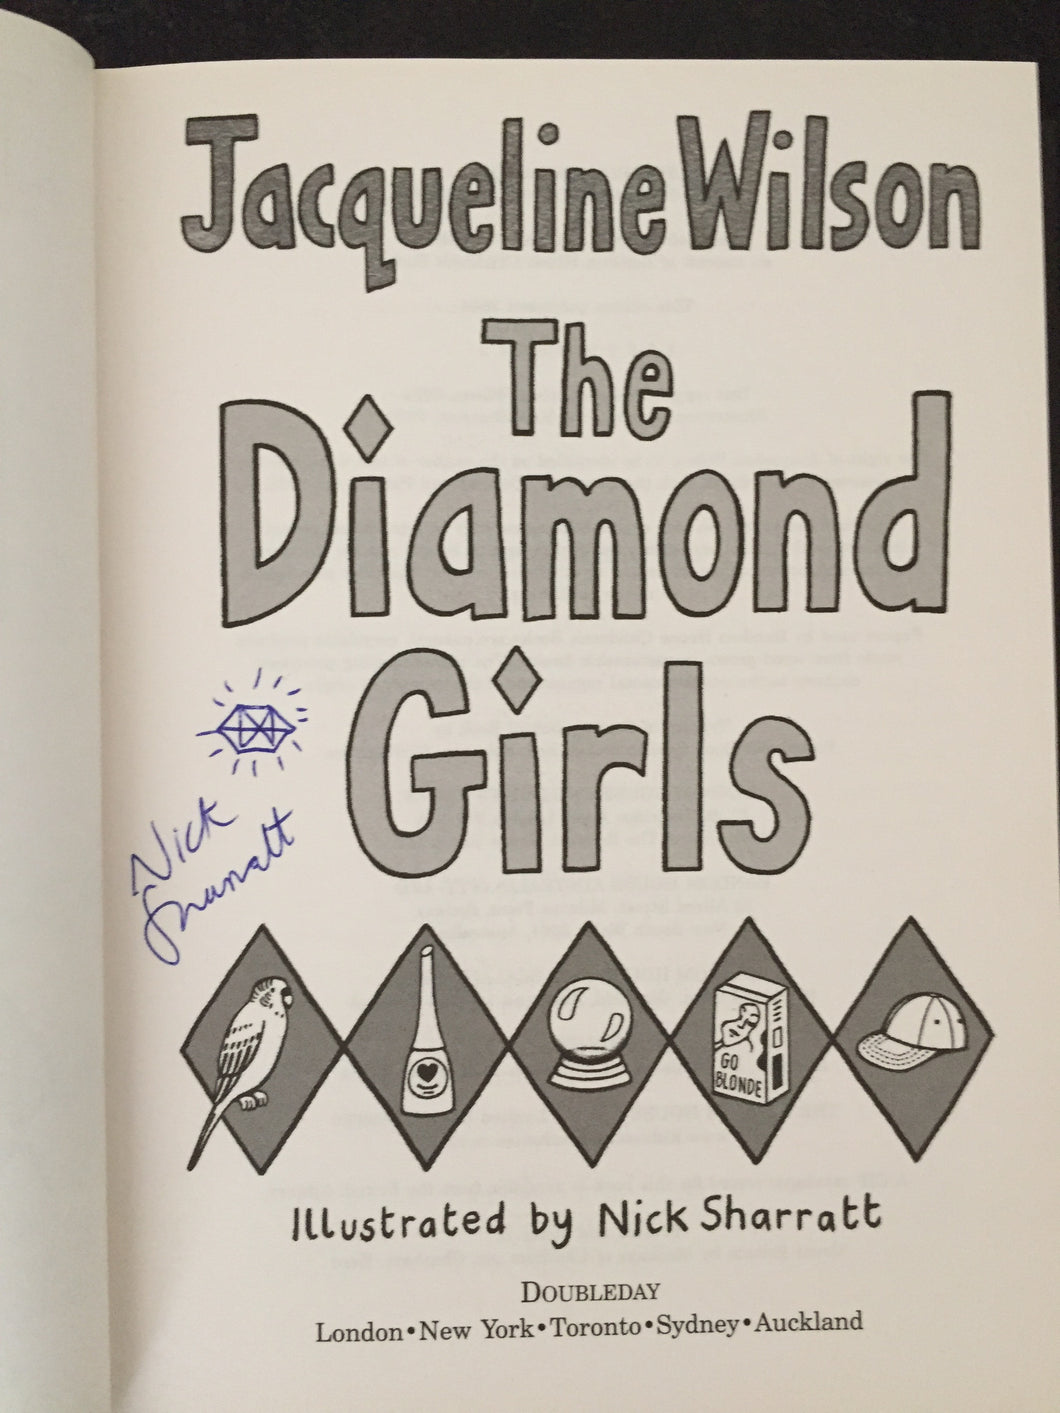 Jacqueline Wilson
The
Diamond
Girls
Nick
Sharratt
GO
BLONDE
Illustrated by Nick Sharratt
DOUBLEDAY
London•New York•Toronto•Sydney•Auckland